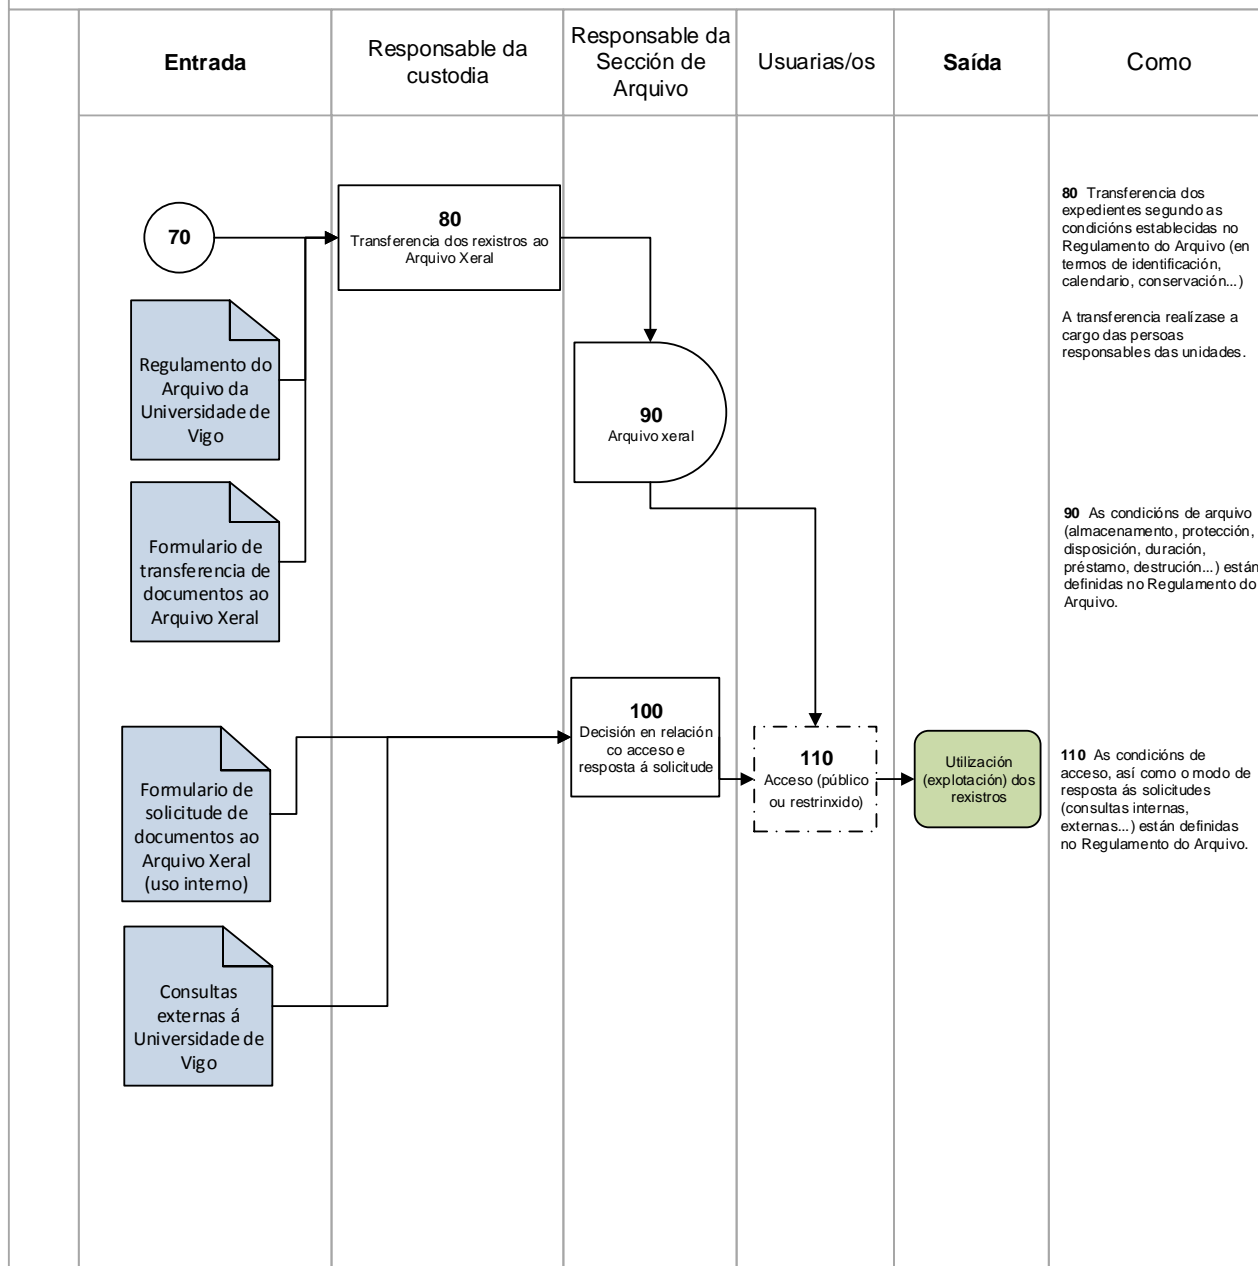 Entrada
Responsable da
custodia
Responsable da
Sección de
Arquivo
Usuarias/os
Saída
Como
70
80
Transferencia dos rexistros ao
Arquivo Xeral
80 Transferencia dos
expedientes segundo as
condicións establecidas no
Regulamento do Arquivo (en
termos de identificación,
calendario, conservación...)
A transferencia realízase a
cargo das persoas
responsables das unidades.
Regulamento do
Arquivo da
Universidade de
Vigo
90
Arquivo xeral
Formulario de
transferencia de
documentos ao
Arquivo Xeral
90 As condicións de arquivo
(almacenamento, protección,
disposición, duración,
préstamo, destrución...) están
definidas no Regulamento do
Arquivo.
Formulario de
solicitude de
documentos ao
Arquivo Xeral
(uso interno)
100
Decisión en relación
co acceso e
resposta á solicitude
110
Acceso (público
ou restrinxido)
Utilización
(explotación) dos
rexistros
110 As condicións de
acceso, así como o modo de
resposta ás solicitudes
(consultas internas,
externas...) están definidas
no Regulamento do Arquivo.
Consultas
externas á
Universidade de
Vigo